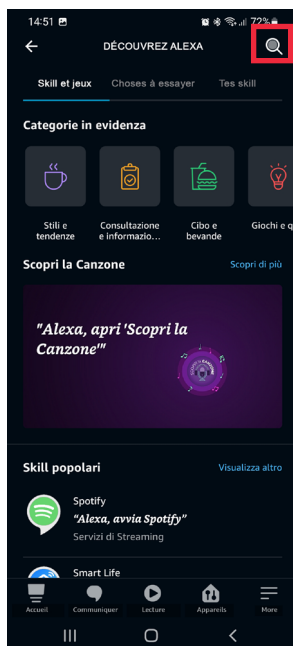 14:51 72%
DÉCOUVREZ ALEXA
Skill et jeux Choses à essayer Tes skill
Categorie in evidenza
Stili e tendenze
Consultazione e informazio...
Cibo e bevande
Giochi e q
Scopri la Canzone Scopri di più
"Alexa, apri 'Scopri la
Canzone'"
Skill popolari Visualizza altro
Spotify
“Alexa, avvia Spotify”
Servizi di Streaming
Smart Life
Accueil Communiquer Lecture Appareils More